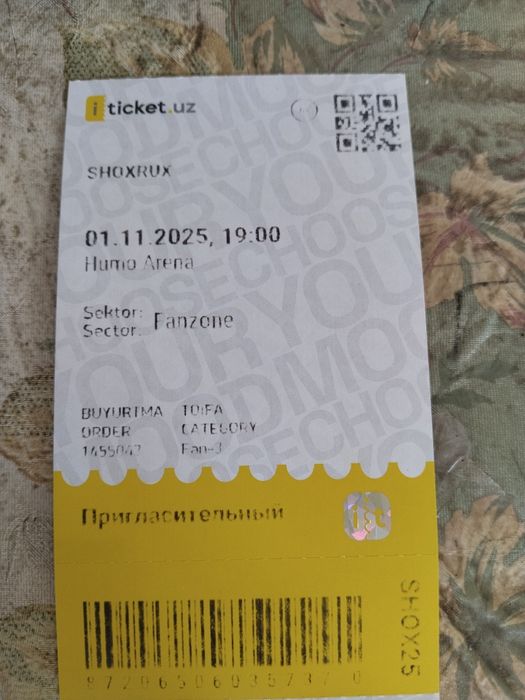 iticket.uz
SHOXRUX
01.11.2025, 19:00
Humo Arena
Sektor:
Sector: Fanzone
BUYURTMA TOIFA
ORDER CATEGORY
1455047 Fan-3
Пригласительный
SHOX25